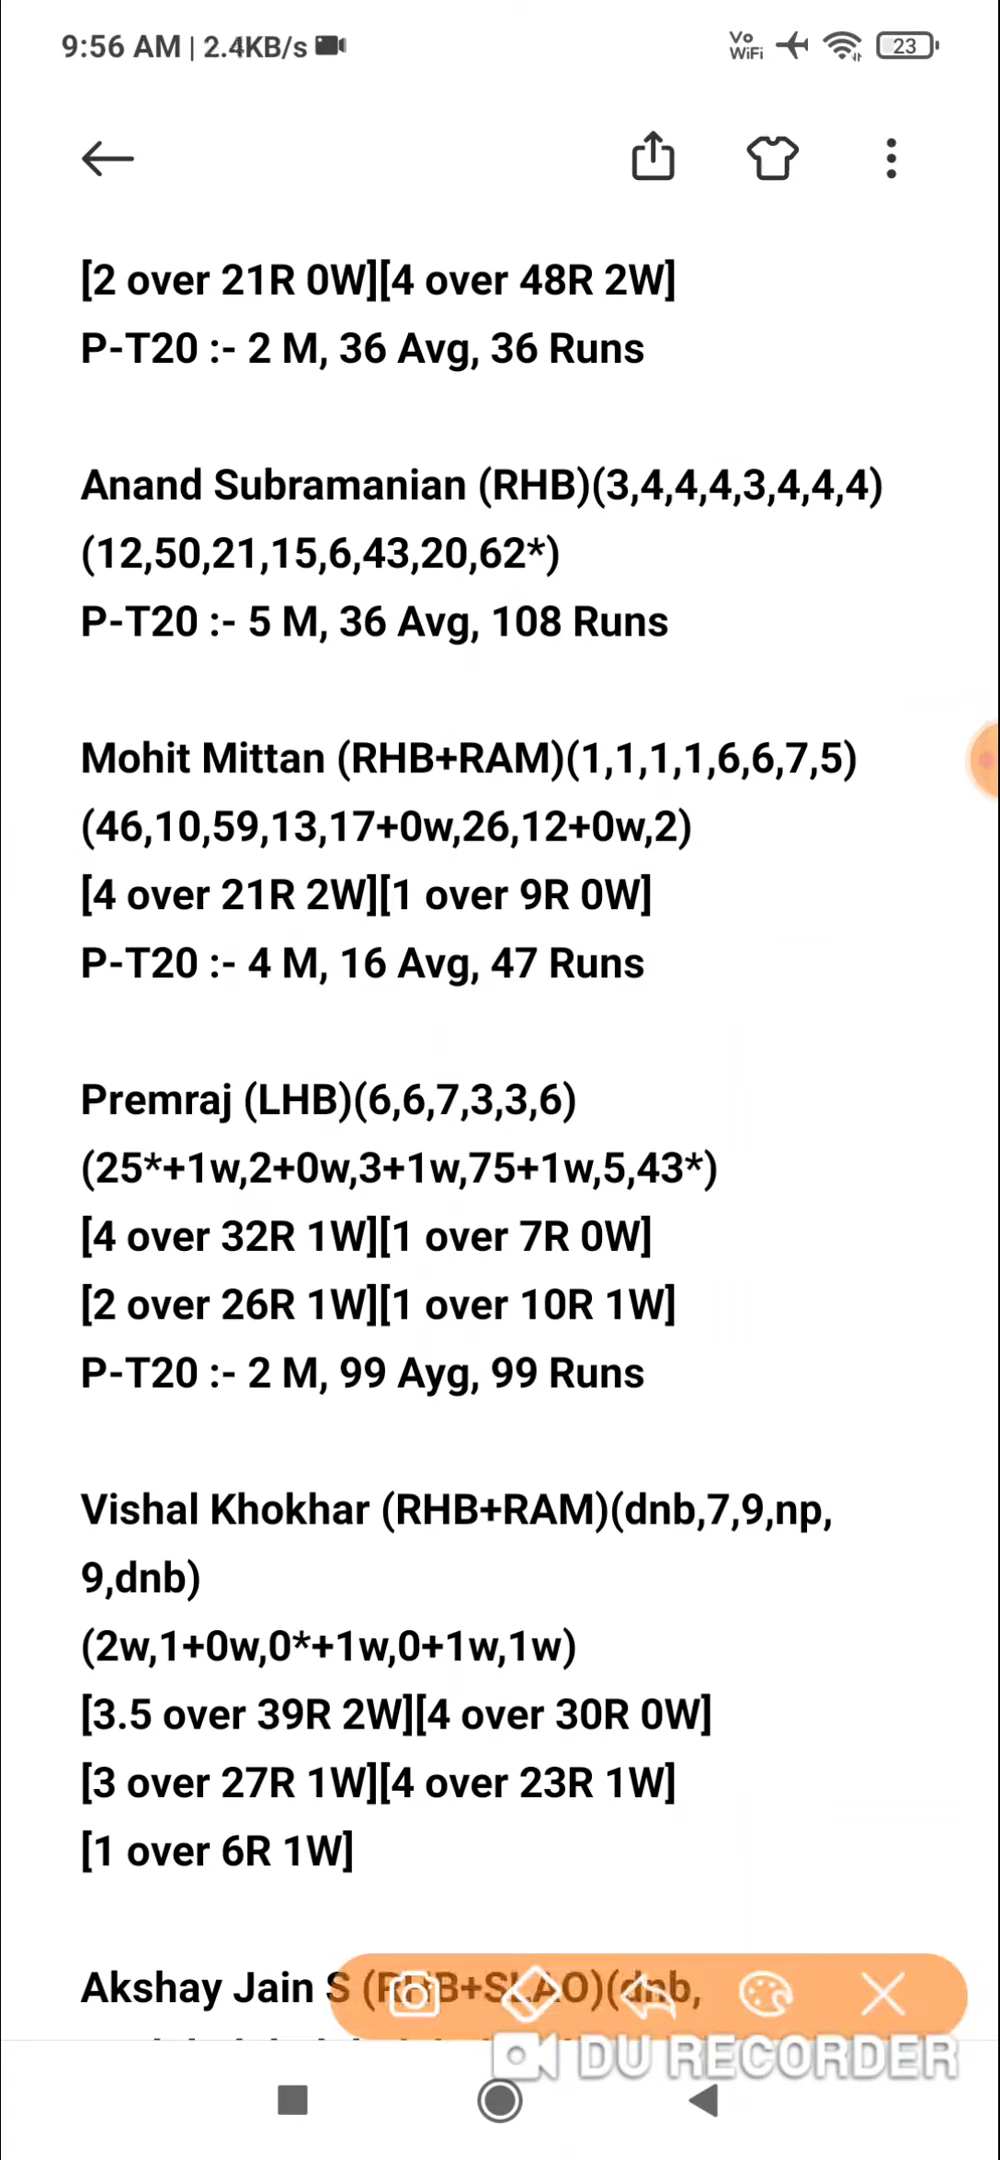 9:56 AM | 2.4KB/s
Vo
WiFi
23
[2 over 21R 0W][4 over 48R 2W]
P-T20 :- 2 M, 36 Avg, 36 Runs
Anand Subramanian (RHB)(3,4,4,4,3,4,4,4)
(12,50,21,15,6,43,20,62*)
P-T20 :- 5 M, 36 Avg, 108 Runs
Mohit Mittan (RHB+RAM)(1,1,1,1,6,6,7,5)
(46,10,59,13,17+0w,26,12+0w,2)
[4 over 21R 2W][1 over 9R 0W]
P-T20 :- 4 M, 16 Avg, 47 Runs
Premraj (LHB)(6,6,7,3,3,6)
(25*+1w,2+0w,3+1w,75+1w,5,43*)
[4 over 32R 1W][1 over 7R 0W]
[2 over 26R 1W][1 over 10R 1W]
P-T20 :- 2 M, 99 Ayg, 99 Runs
Vishal Khokhar (RHB+RAM)(dnb,7,9,np,
9,dnb)
(2w,1+0w,0*+1w,0+1w,1w)
[3.5 over 39R 2W][4 over 30R 0W]
[3 over 27R 1W][4 over 23R 1W]
[1 over 6R 1W]
Akshay Jain S (RHB+SLAO)(dnb,
DU RECORDER